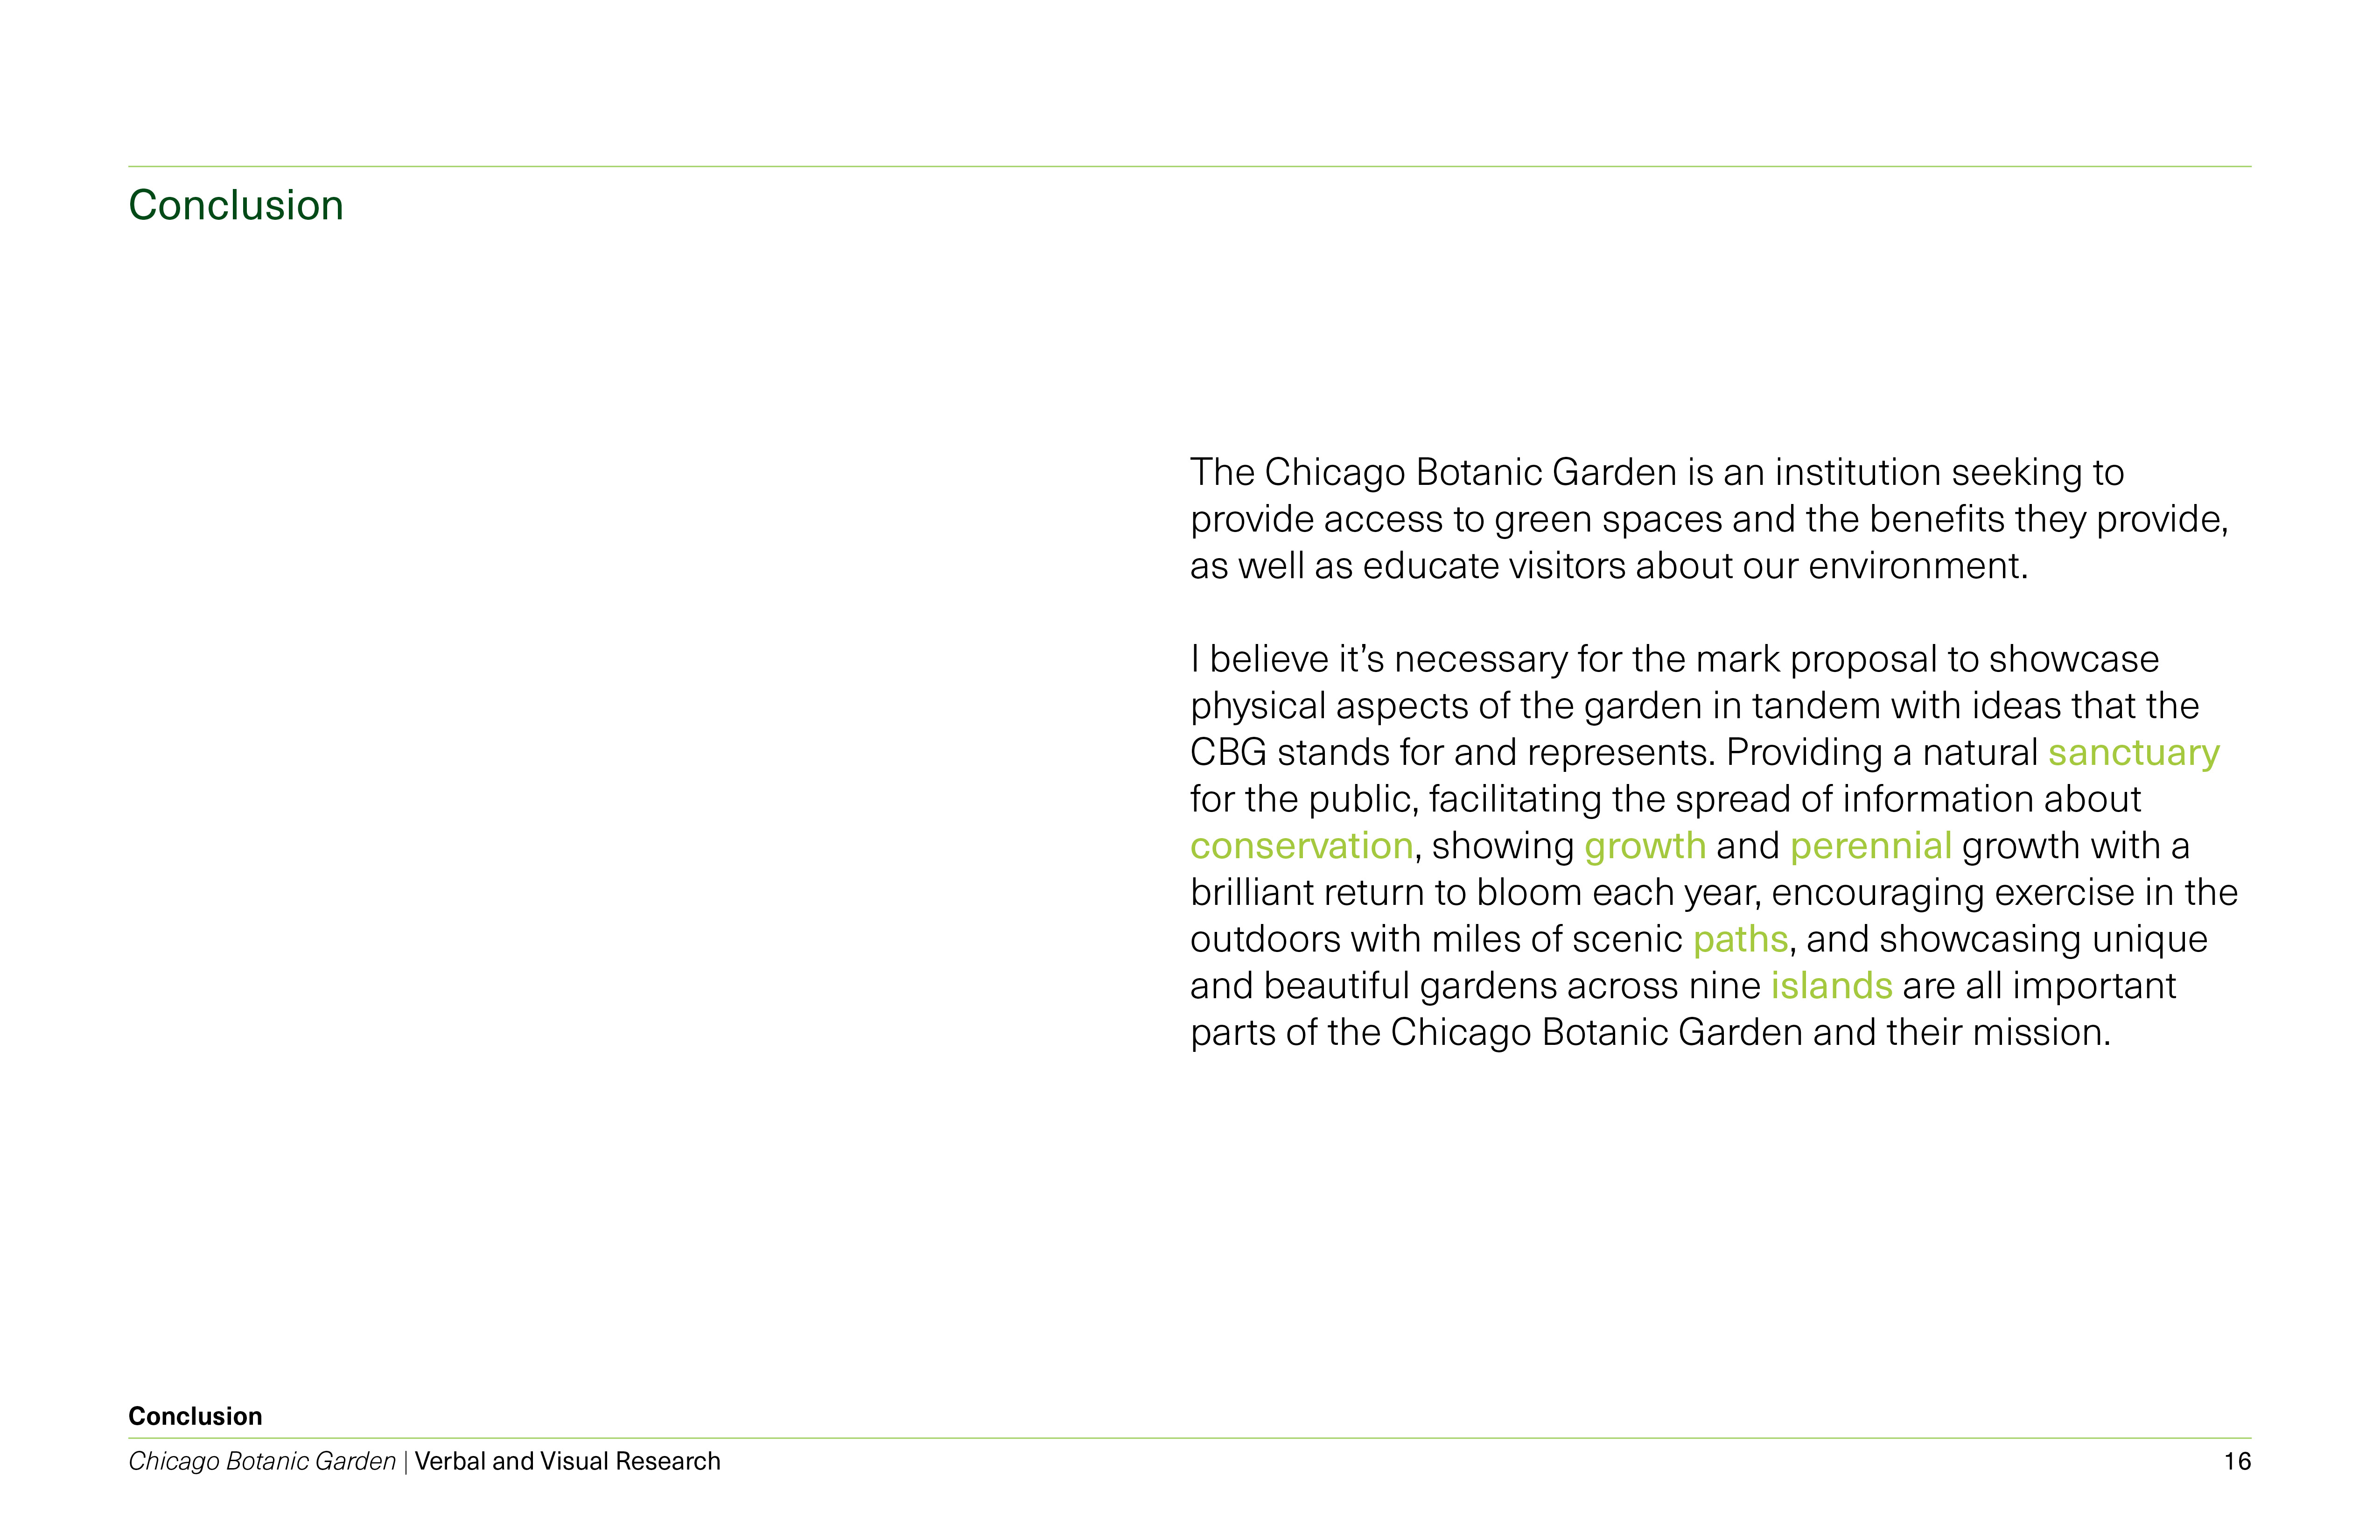 Conclusion
The Chicago Botanic Garden is an institution seeking to
provide access to green spaces and the benefits they provide,
as well as educate visitors about our environment.
I believe it’s necessary for the mark proposal to showcase
physical aspects of the garden in tandem with ideas that the
CBG stands for and represents. Providing a natural sanctuary
for the public, facilitating the spread of information about
conservation, showing growth and perennial growth with a
brilliant return to bloom each year, encouraging exercise in the
outdoors with miles of scenic paths, and showcasing unique
and beautiful gardens across nine islands are all important
parts of the Chicago Botanic Garden and their mission.
Conclusion
Chicago Botanic Garden | Verbal and Visual Research
16